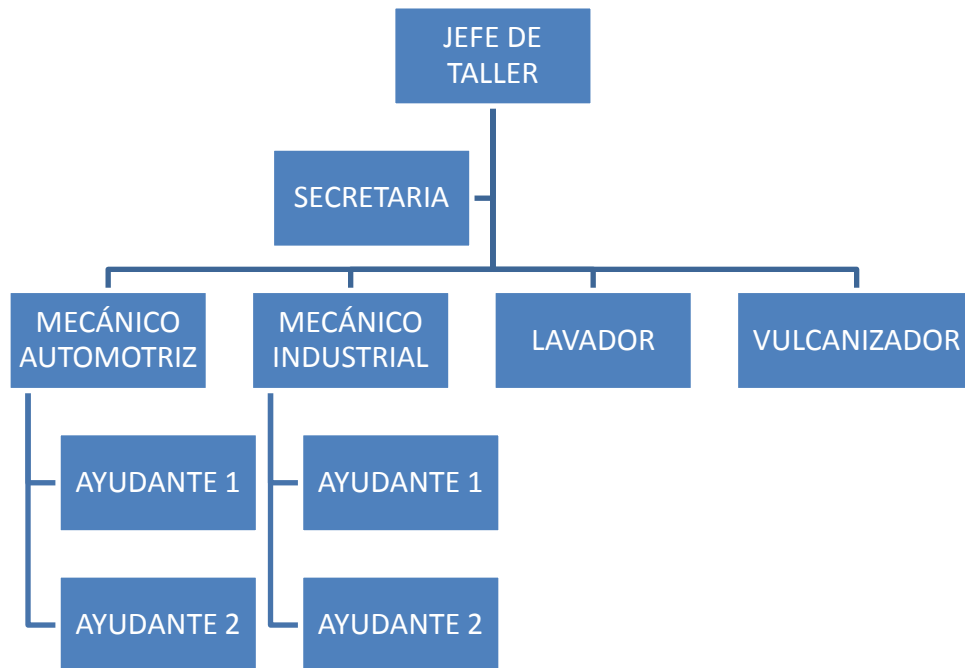 JEFE DE
TALLER
SECRETARIA
MECÁNICO
AUTOMOTRIZ
MECÁNICO
INDUSTRIAL
LAVADOR
VULCANIZADOR
AYUDANTE 1
AYUDANTE 1
AYUDANTE 2
AYUDANTE 2